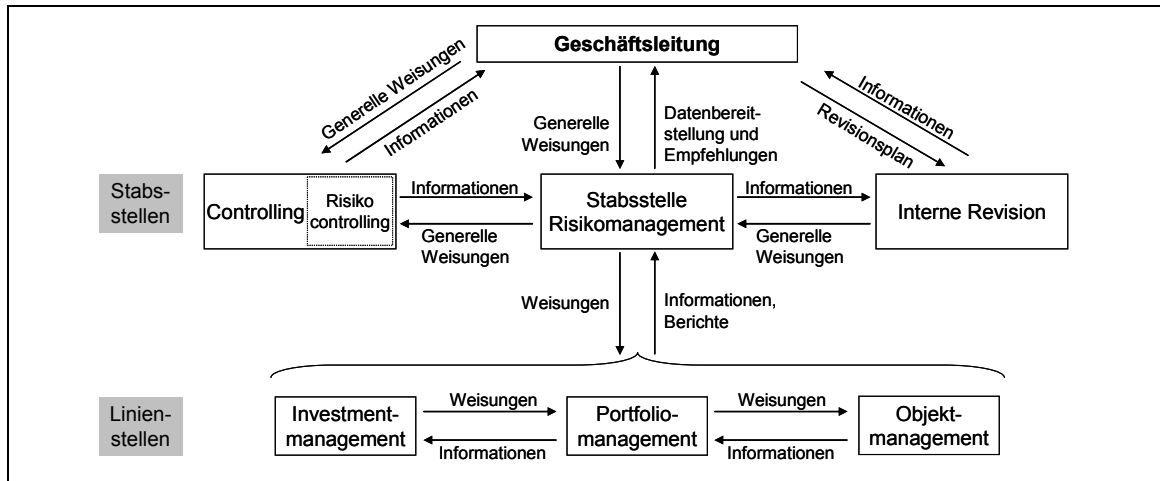 Geschäftsleitung
Generelle Weisungen
Informationen
Generelle
Weisungen
Datenbereit-
stellung und
Empfehlungen
Informationen
Revisionsplan
Stabs-
stellen
Controlling
Risiko
controlling
Informationen
Generelle
Weisungen
Stabsstelle
Risikomanagement
Informationen
Generelle
Weisungen
Interne Revision
Weisungen
Informationen,
Berichte
Linien-
stellen
Investment-
management
Weisungen
Informationen
Portfolio-
management
Weisungen
Informationen
Objekt-
management